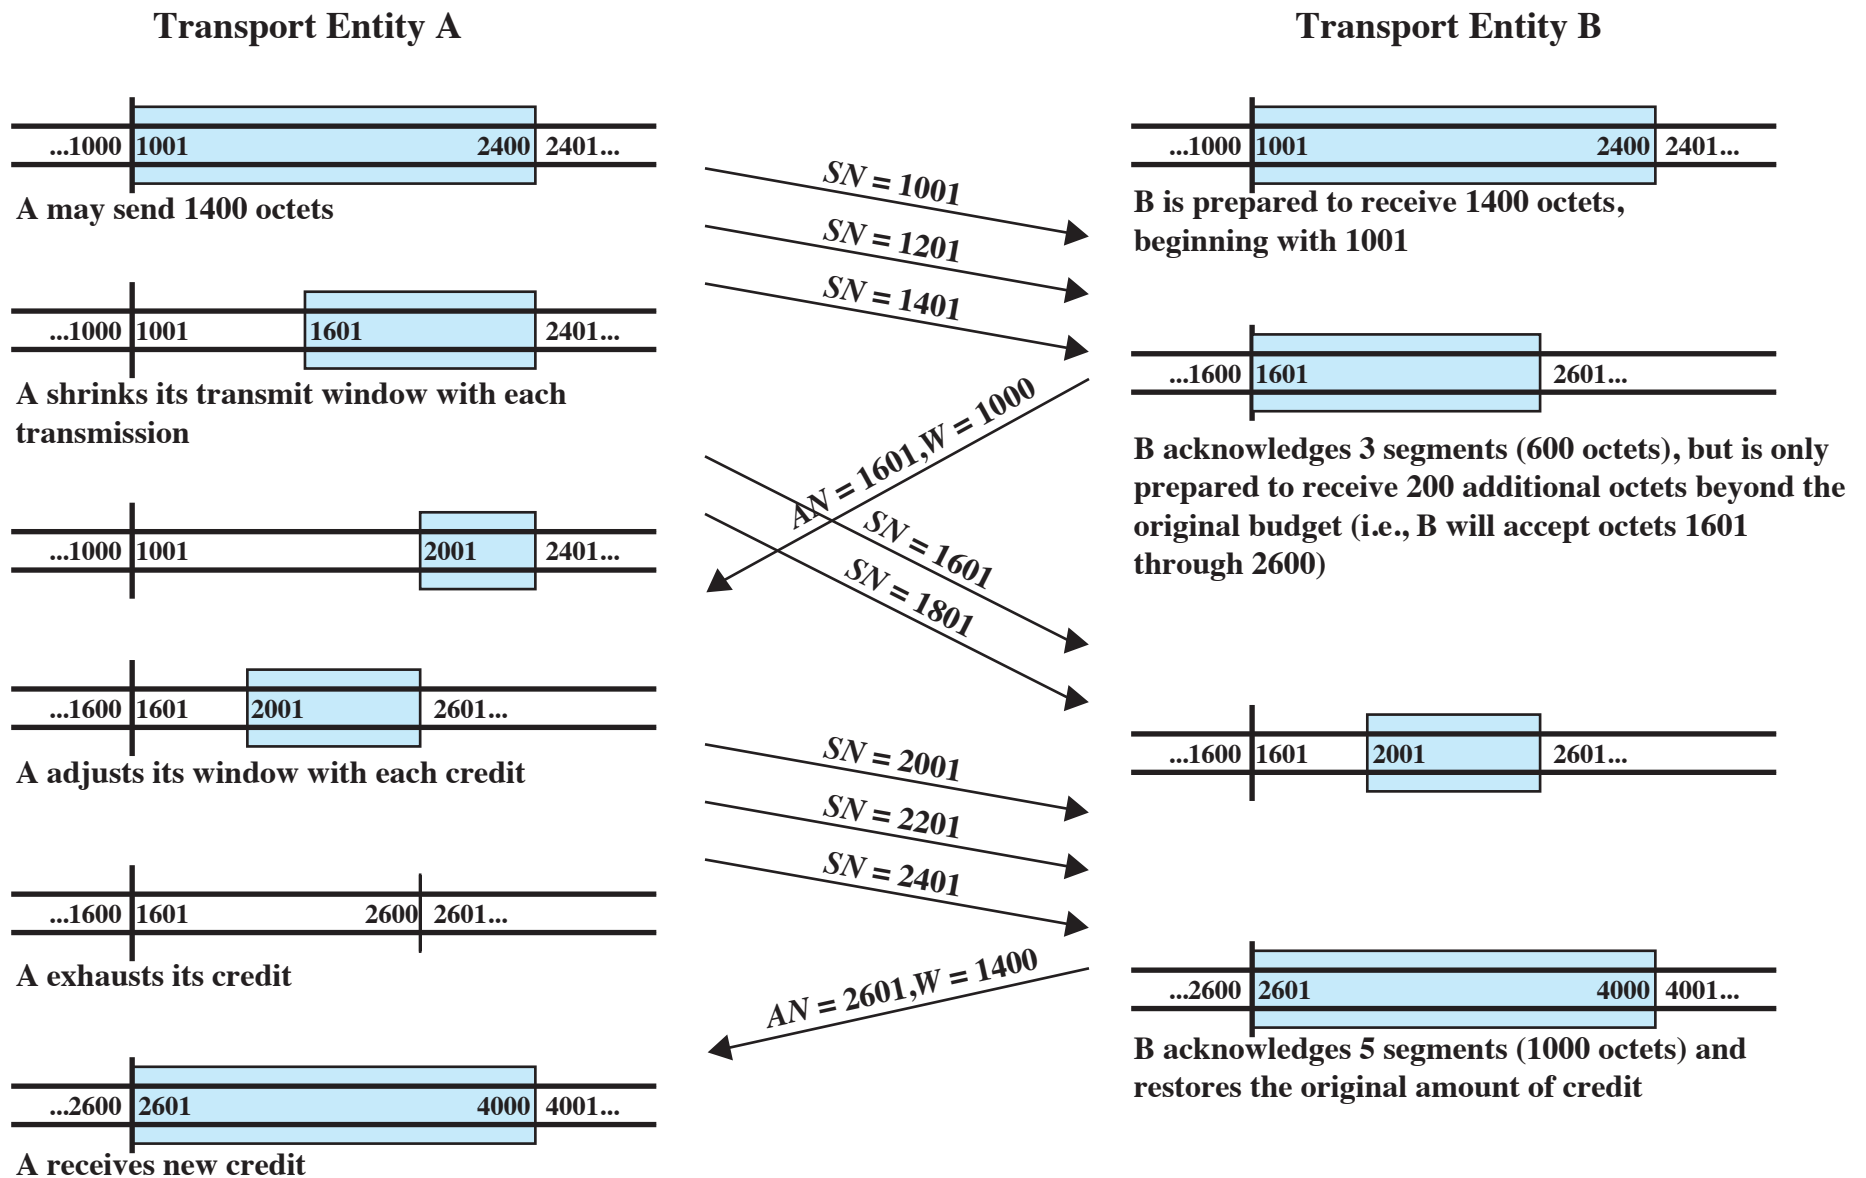 Transport Entity A
Transport Entity B
...1000 1001 2400 2401...
A may send 1400 octets
...1000 1001 1601 2401...
A shrinks its transmit window with each
transmission
...1000 1001 2001 2401...
...1600 1601 2001 2601...
A adjusts its window with each credit
...1600 1601 2600 2601...
A exhausts its credit
...2600 2601 4000 4001...
A receives new credit
SN = 1001
SN = 1201
SN = 1401
AN = 1601,W = 1000
SN = 1601
SN = 1801
SN = 2001
SN = 2201
SN = 2401
AN = 2601,W = 1400
...1000 1001 2400 2401...
B is prepared to receive 1400 octets,
beginning with 1001
...1600 1601 2601...
B acknowledges 3 segments (600 octets), but is only
prepared to receive 200 additional octets beyond the
original budget (i.e., B will accept octets 1601
through 2600)
...1600 1601 2001 2601...
...2600 2601 4000 4001...
B acknowledges 5 segments (1000 octets) and
restores the original amount of credit